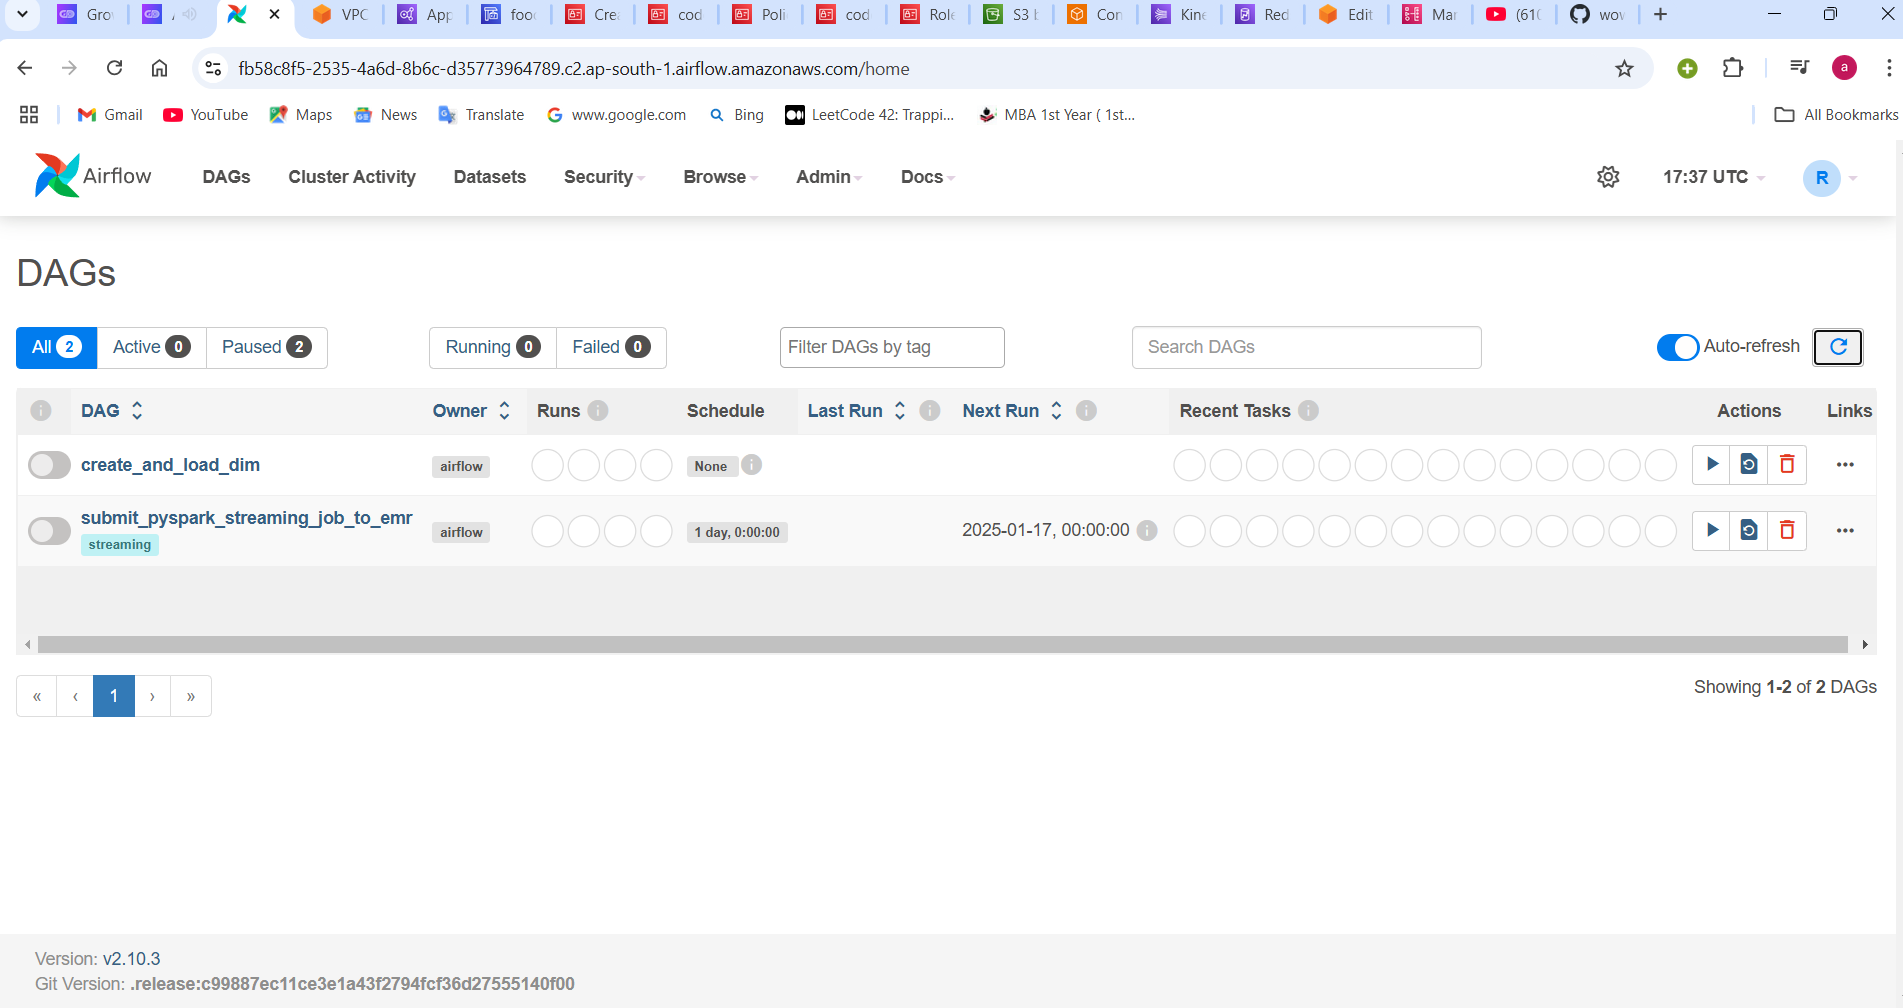 Grov
VPC
App
foo
Crea
cod
Poli
cod
Role
S3 b
Con
Kine
Red
Edit
Mar
(610
wov
fb58c8f5-2535-4a6d-8b6c-d35773964789.c2.ap-south-1.airflow.amazonaws.com/home
a
Gmail
YouTube
Maps
News
Translate
www.google.com
Bing
LeetCode 42: Trappi...
MBA 1st Year ( 1st...
All Bookmarks
Airflow
DAGs
Cluster Activity
Datasets
Security
Browse
Admin
Docs
17:37 UTC
R
DAGs
All 2
Active 0
Paused 2
Running 0
Failed 0
Filter DAGs by tag
Search DAGs
Auto-refresh
DAG
Owner
Runs
Schedule
Last Run
Next Run
Recent Tasks
Actions
Links
create_and_load_dim
airflow
None
submit_pyspark_streaming_job_to_emr
streaming
airflow
1 day, 0:00:00
2025-01-17, 00:00:00
« ‹ 1 › »
Showing 1-2 of 2 DAGs
Version: v2.10.3
Git Version: .release:c99887ec11ce3e1a43f2794fcf36d27555140f00